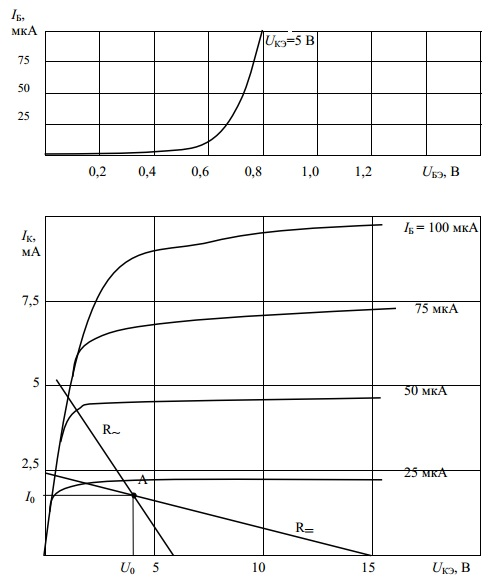 I_Б,
мкА
U_КЭ=5 В
75
50
25
0,2 0,4 0,6 0,8 1,0 1,2 U_БЭ, В
I_К,
мА
I_Б = 100 мкА
7,5
75 мкА
5
50 мкА
R~
2,5
25 мкА
A
I_0
R=
U_0 5 10 15 U_КЭ, В